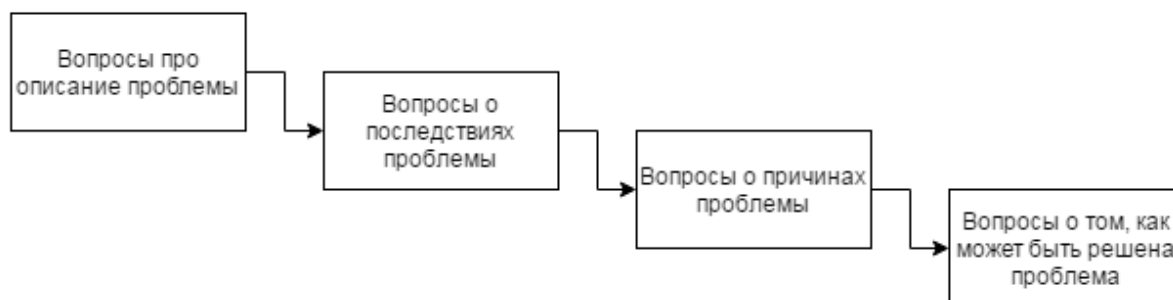 Вопросы про
описание проблемы
Вопросы о
последствиях
проблемы
Вопросы о причинах
проблемы
Вопросы о том, как
может быть решена
проблема